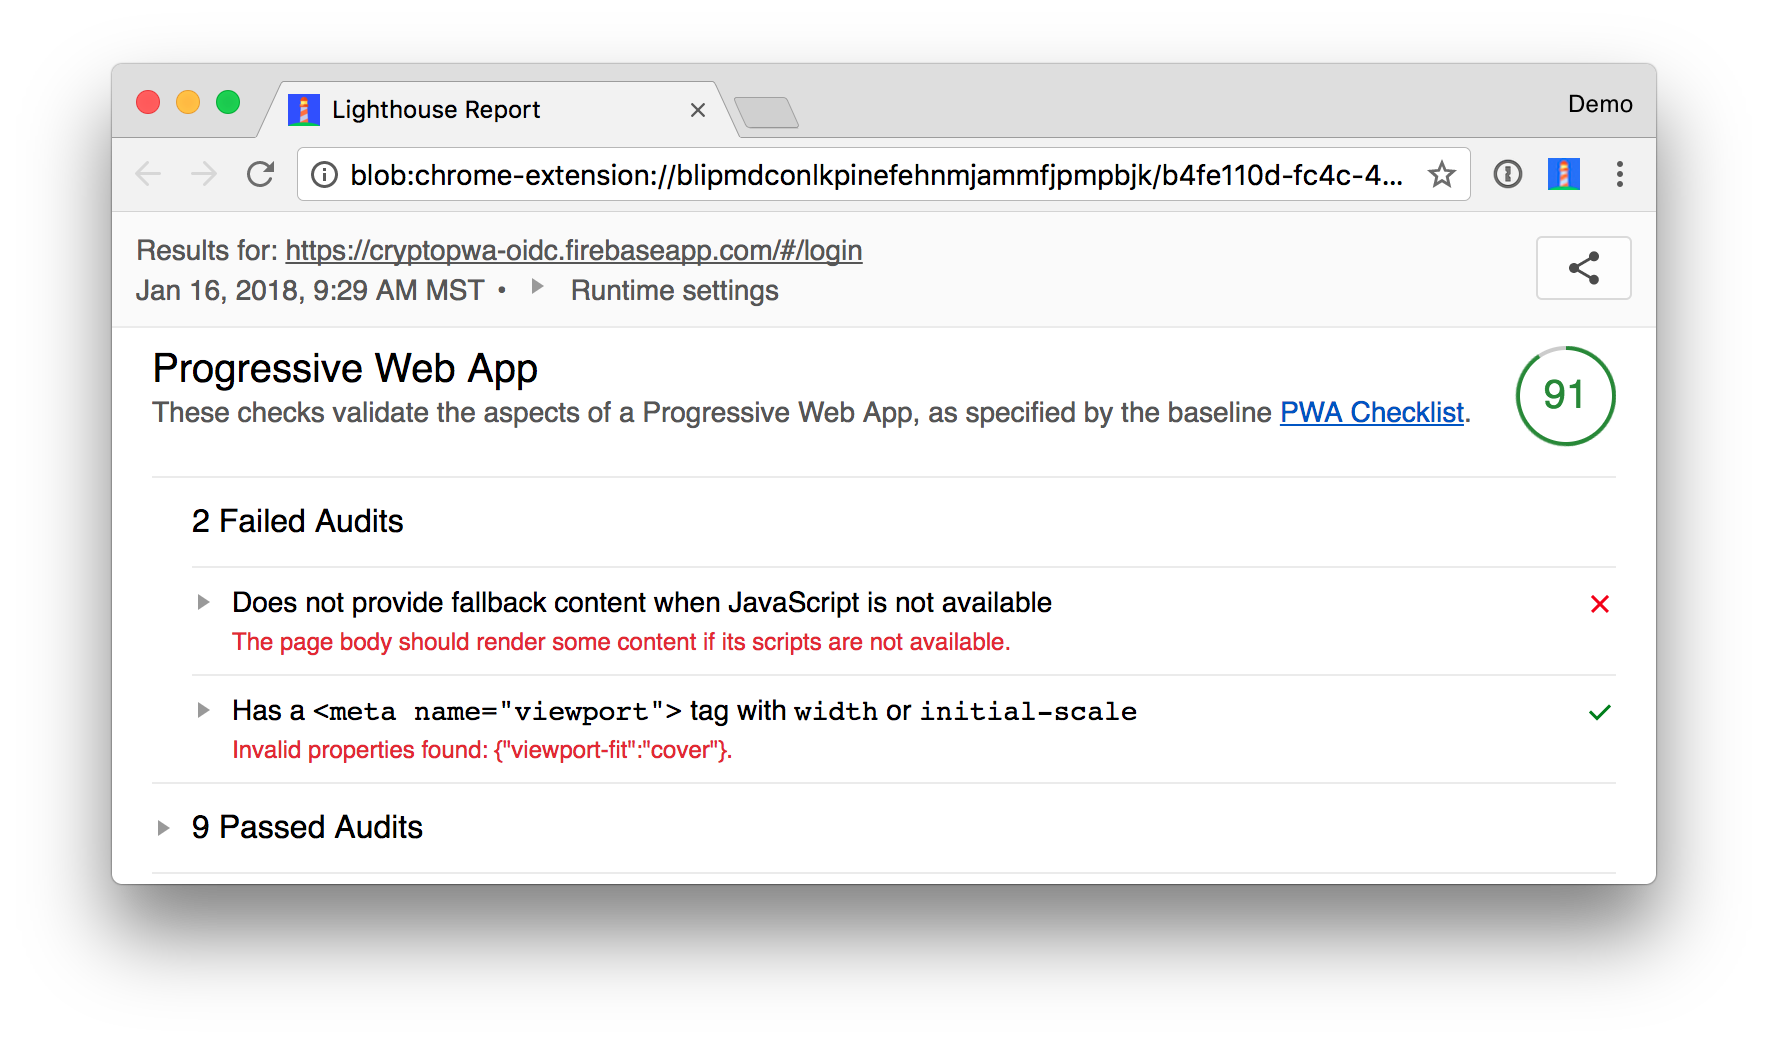 Lighthouse Report
Demo
blob:chrome-extension://blipmdconlkpinefehnmjammfjpmpbjk/b4fe110d-fc4c-4...
Results for: https://cryptopwa-oidc.firebaseapp.com/#/login
Jan 16, 2018, 9:29 AM MST • Runtime settings
Progressive Web App
91
These checks validate the aspects of a Progressive Web App, as specified by the baseline PWA Checklist.
2 Failed Audits
Does not provide fallback content when JavaScript is not available
The page body should render some content if its scripts are not available.
Has a <meta name="viewport"> tag with width or initial-scale
Invalid properties found: {"viewport-fit":"cover"}.
9 Passed Audits